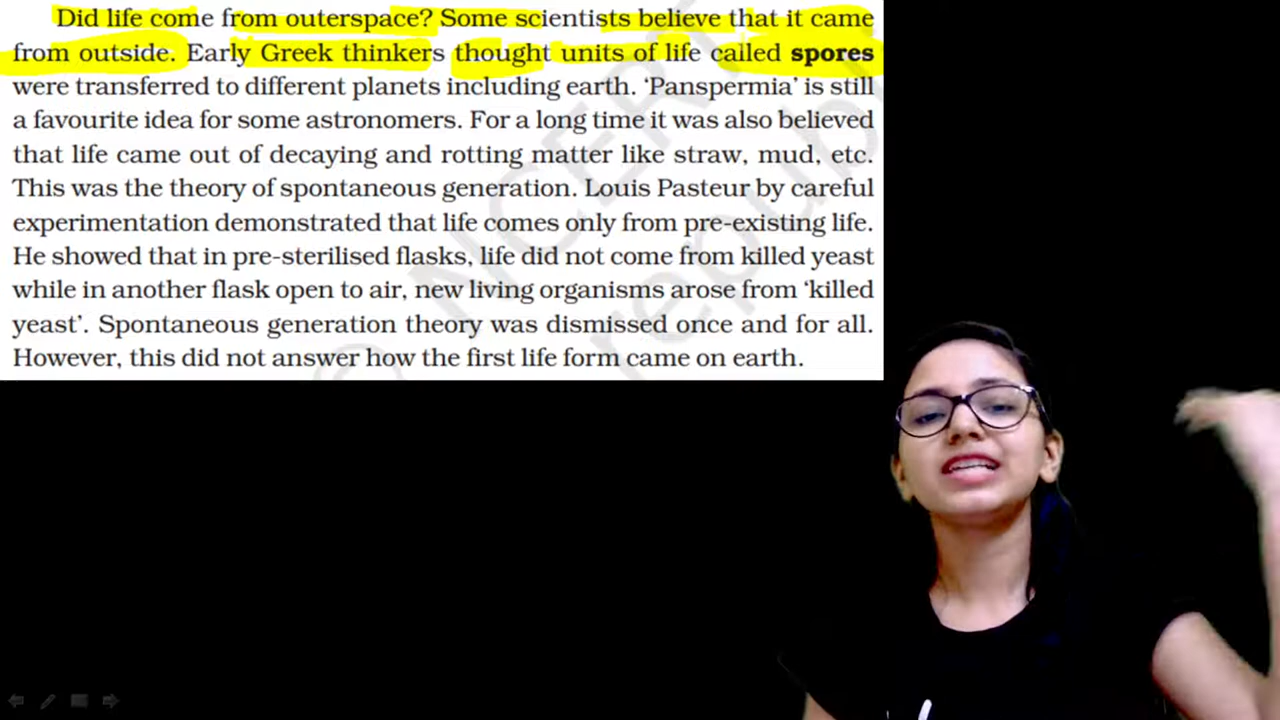 Did life come from outerspace? Some scientists believe that it came
from outside. Early Greek thinkers thought units of life called spores
were transferred to different planets including earth. ‘Panspermia’ is still
a favourite idea for some astronomers. For a long time it was also believed
that life came out of decaying and rotting matter like straw, mud, etc.
This was the theory of spontaneous generation. Louis Pasteur by careful
experimentation demonstrated that life comes only from pre-existing life.
He showed that in pre-sterilised flasks, life did not come from killed yeast
while in another flask open to air, new living organisms arose from ‘killed
yeast’. Spontaneous generation theory was dismissed once and for all.
However, this did not answer how the first life form came on earth.
© NCERT